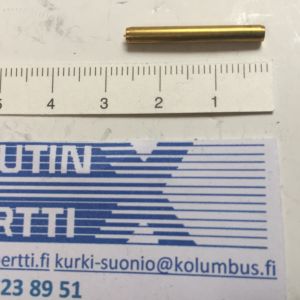 5 4 3 2 1
UTIN
RTTI
ertti.fi kurki-suonio@kolumbus.fi
23 89 51